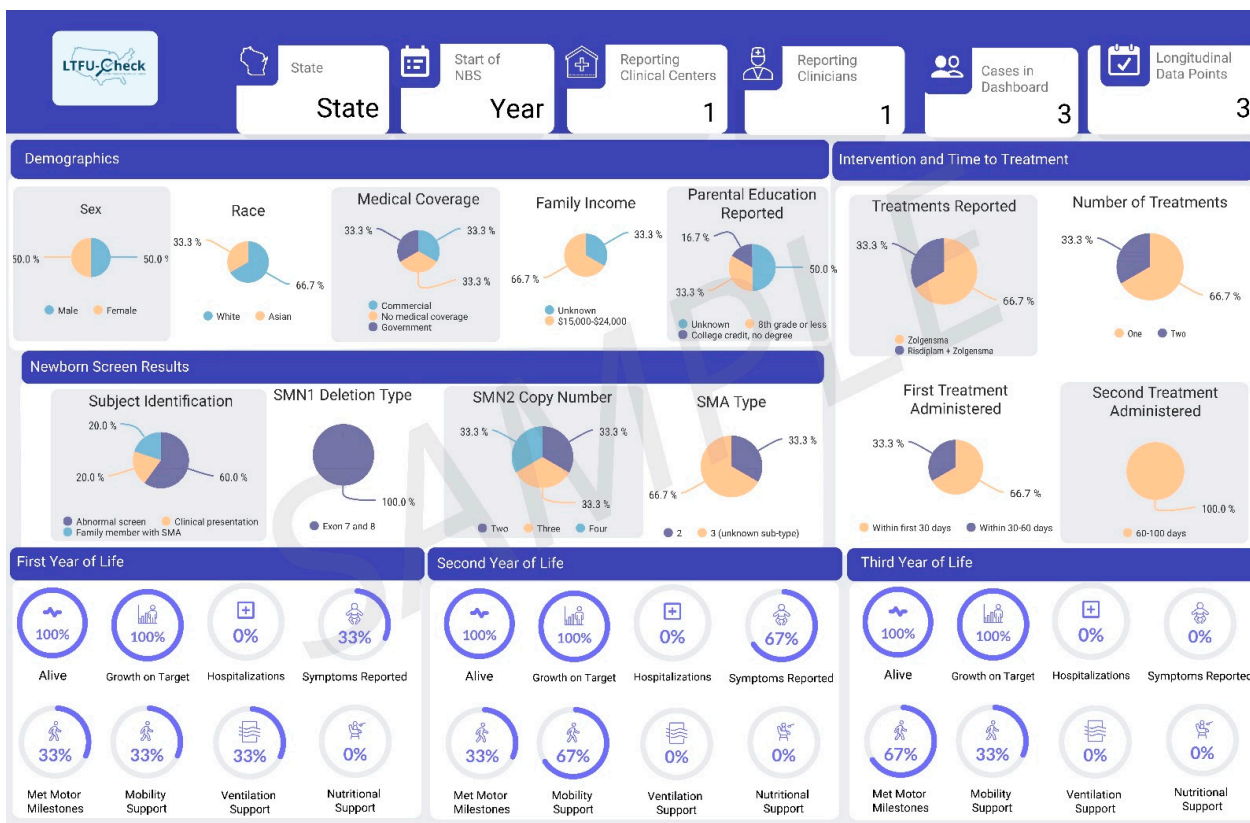 LTFU-Check
State
State
Start of
NBS
Year
Reporting
Clinical Centers
1
Reporting
Clinicians
1
Cases in
Dashboard
3
Longitudinal
Data Points
3
Demographics
Sex
50.0 %
50.0 %
Male Female
Race
33.3 %
66.7 %
White Asian
Medical Coverage
33.3 %
33.3 %
33.3 %
Commercial
No medical coverage
Government
Family Income
33.3 %
66.7 %
Unknown
$15,000-$24,000
Parental Education
Reported
16.7 %
50.0 %
33.3 %
Unknown 8th grade or less
College credit, no degree
Intervention and Time to Treatment
Treatments Reported
33.3 %
66.7 %
Zolgensma
Risdiplam + Zolgensma
Number of Treatments
33.3 %
66.7 %
One Two
First Treatment
Administered
33.3 %
66.7 %
Within first 30 days Within 30-60 days
Second Treatment
Administered
100.0 %
60-100 days
Newborn Screen Results
Subject Identification
20.0 %
20.0 %
60.0 %
Abnormal screen Clinical presentation
Family member with SMA
SMN1 Deletion Type
100.0 %
Exon 7 and 8
SMN2 Copy Number
33.3 %
33.3 %
33.3 %
Two Three Four
SMA Type
33.3 %
66.7 %
2 3 (unknown sub-type)
First Year of Life
100% 100% 0% 33%
Alive Growth on Target Hospitalizations Symptoms Reported
33% 33% 33% 0%
Met Motor Mobility Ventilation Nutritional
Milestones Support Support Support
Second Year of Life
100% 100% 0% 67%
Alive Growth on Target Hospitalizations Symptoms Reported
33% 67% 0% 0%
Met Motor Mobility Ventilation Nutritional
Milestones Support Support Support
Third Year of Life
100% 100% 0% 0%
Alive Growth on Target Hospitalizations Symptoms Reported
67% 33% 0% 0%
Met Motor Mobility Ventilation Nutritional
Milestones Support Support Support
SAMPLE